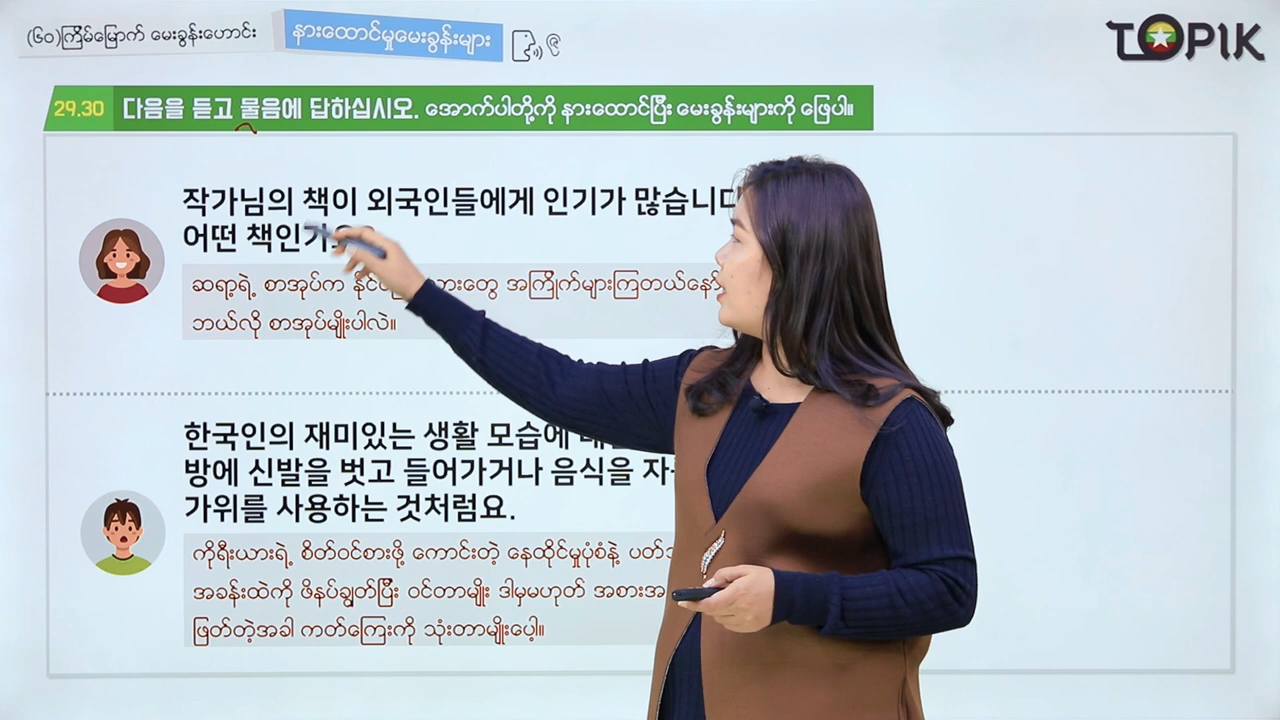 (၆၀)ကြိမ်မြောက် မေးခွန်းဟောင်း
နားထောင်မှုမေးခွန်းများ
TOPIK
29.30 다음을 듣고 물음에 답하십시오. အောက်ပါတို့ကို နားထောင်ပြီး မေးခွန်းများကို ဖြေပါ။
작가님의 책이 외국인들에게 인기가 많습니다
어떤 책인가요?
ဆရာ့ရဲ့ စာအုပ်က အကြိုက်များကြတယ်နော်
ဘယ်လို စာအုပ်မျိုးပါလဲ။
한국인의 재미있는 생활 모습에
방에 신발을 벗고 들어가거나 음식을
가위를 사용하는 것처럼요.
ကိုရီးယားရဲ့ စိတ်ဝင်စားဖို့ ကောင်းတဲ့ နေထိုင်မှုပုံစံနဲ့
အခန်းထဲကို ဖိနပ်ချွတ်ပြီး ဝင်တာမျိုး ဒါမှမဟုတ်
ဖြတ်တဲ့အခါ ကတ်ကြေးကို သုံးတာမျိုးပေါ့။